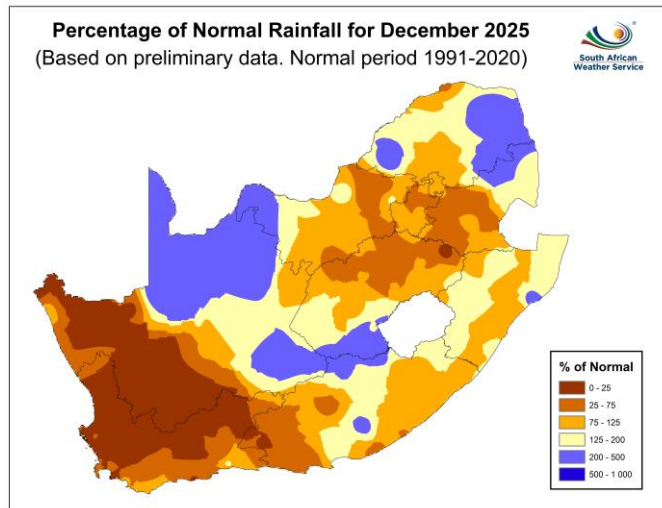 Percentage of Normal Rainfall for December 2025
(Based on preliminary data. Normal period 1991-2020)
South African
Weather Service
% of Normal
0 - 25
25 - 75
75 - 125
125 - 200
200 - 500
500 - 1 000